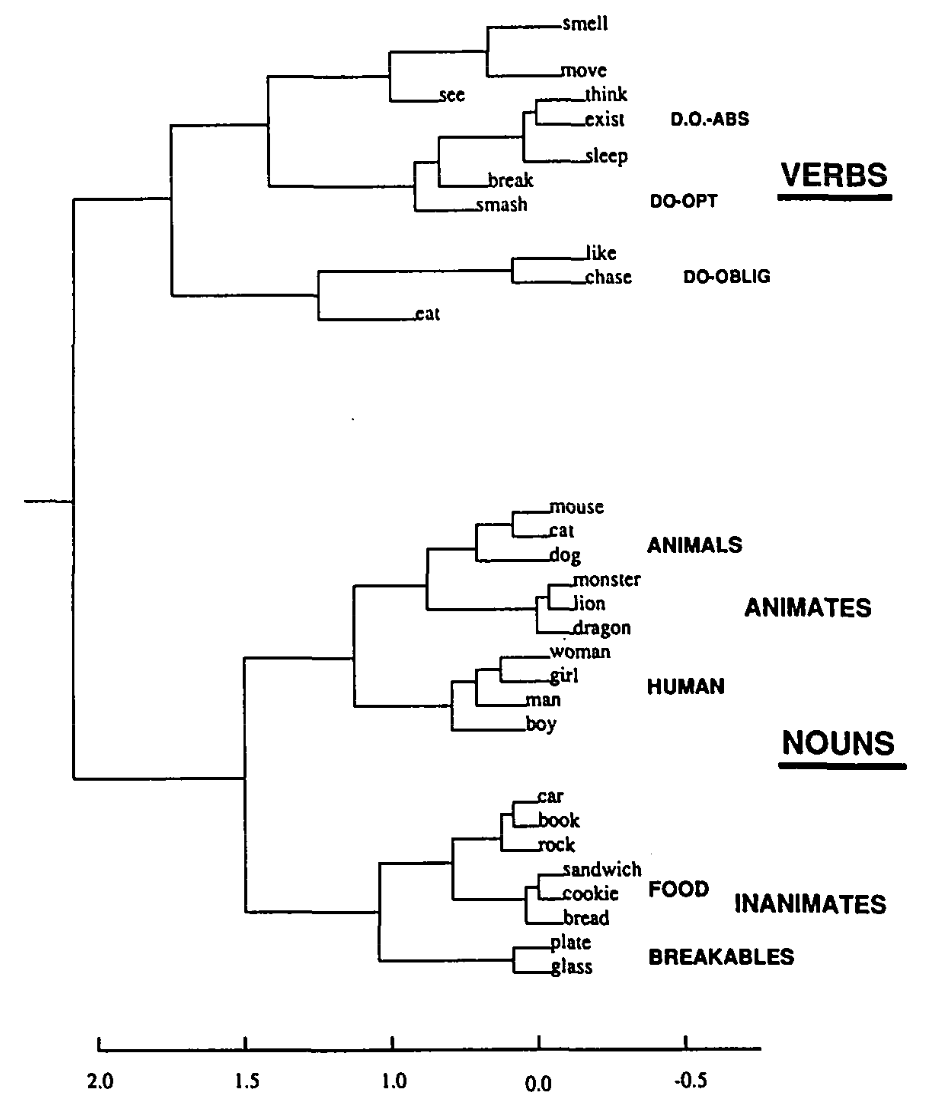 smell
move
see
think
exist
D.O.-ABS
sleep
VERBS
break
smash
DO-OPT
like
chase
DO-OBLIG
eat
mouse
cat
ANIMALS
dog
monster
lion
ANIMATES
dragon
woman
girl
HUMAN
man
boy
NOUNS
car
book
rock
sandwich
cookie
FOOD
INANIMATES
bread
plate
BREAKABLES
glass
2.0 1.5 1.0 0.0 -0.5